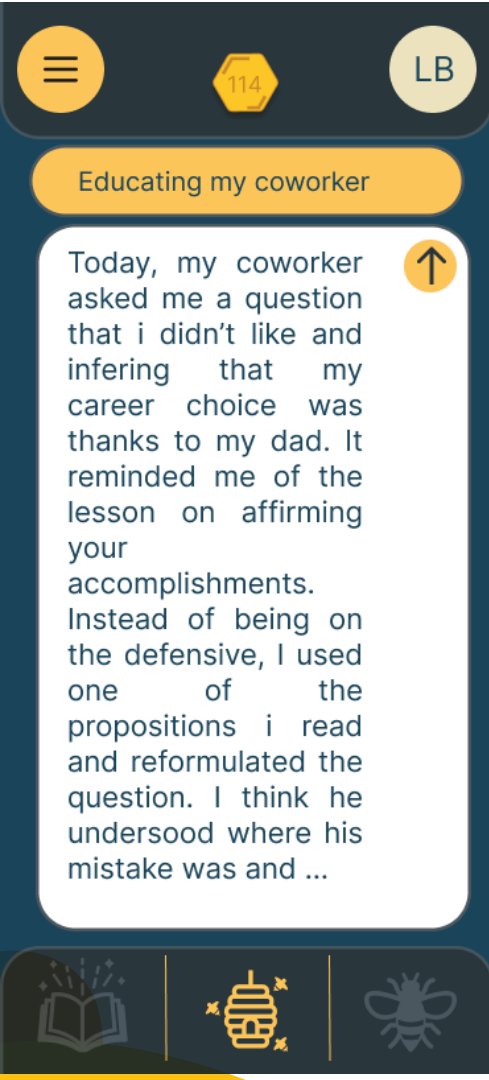 114
LB
Educating my coworker
Today, my coworker
asked me a question
that i didn’t like and
infering that my
career choice was
thanks to my dad. It
reminded me of the
lesson on affirming
your
accomplishments.
Instead of being on
the defensive, I used
one of the
propositions i read
and reformulated the
question. I think he
undersood where his
mistake was and ...